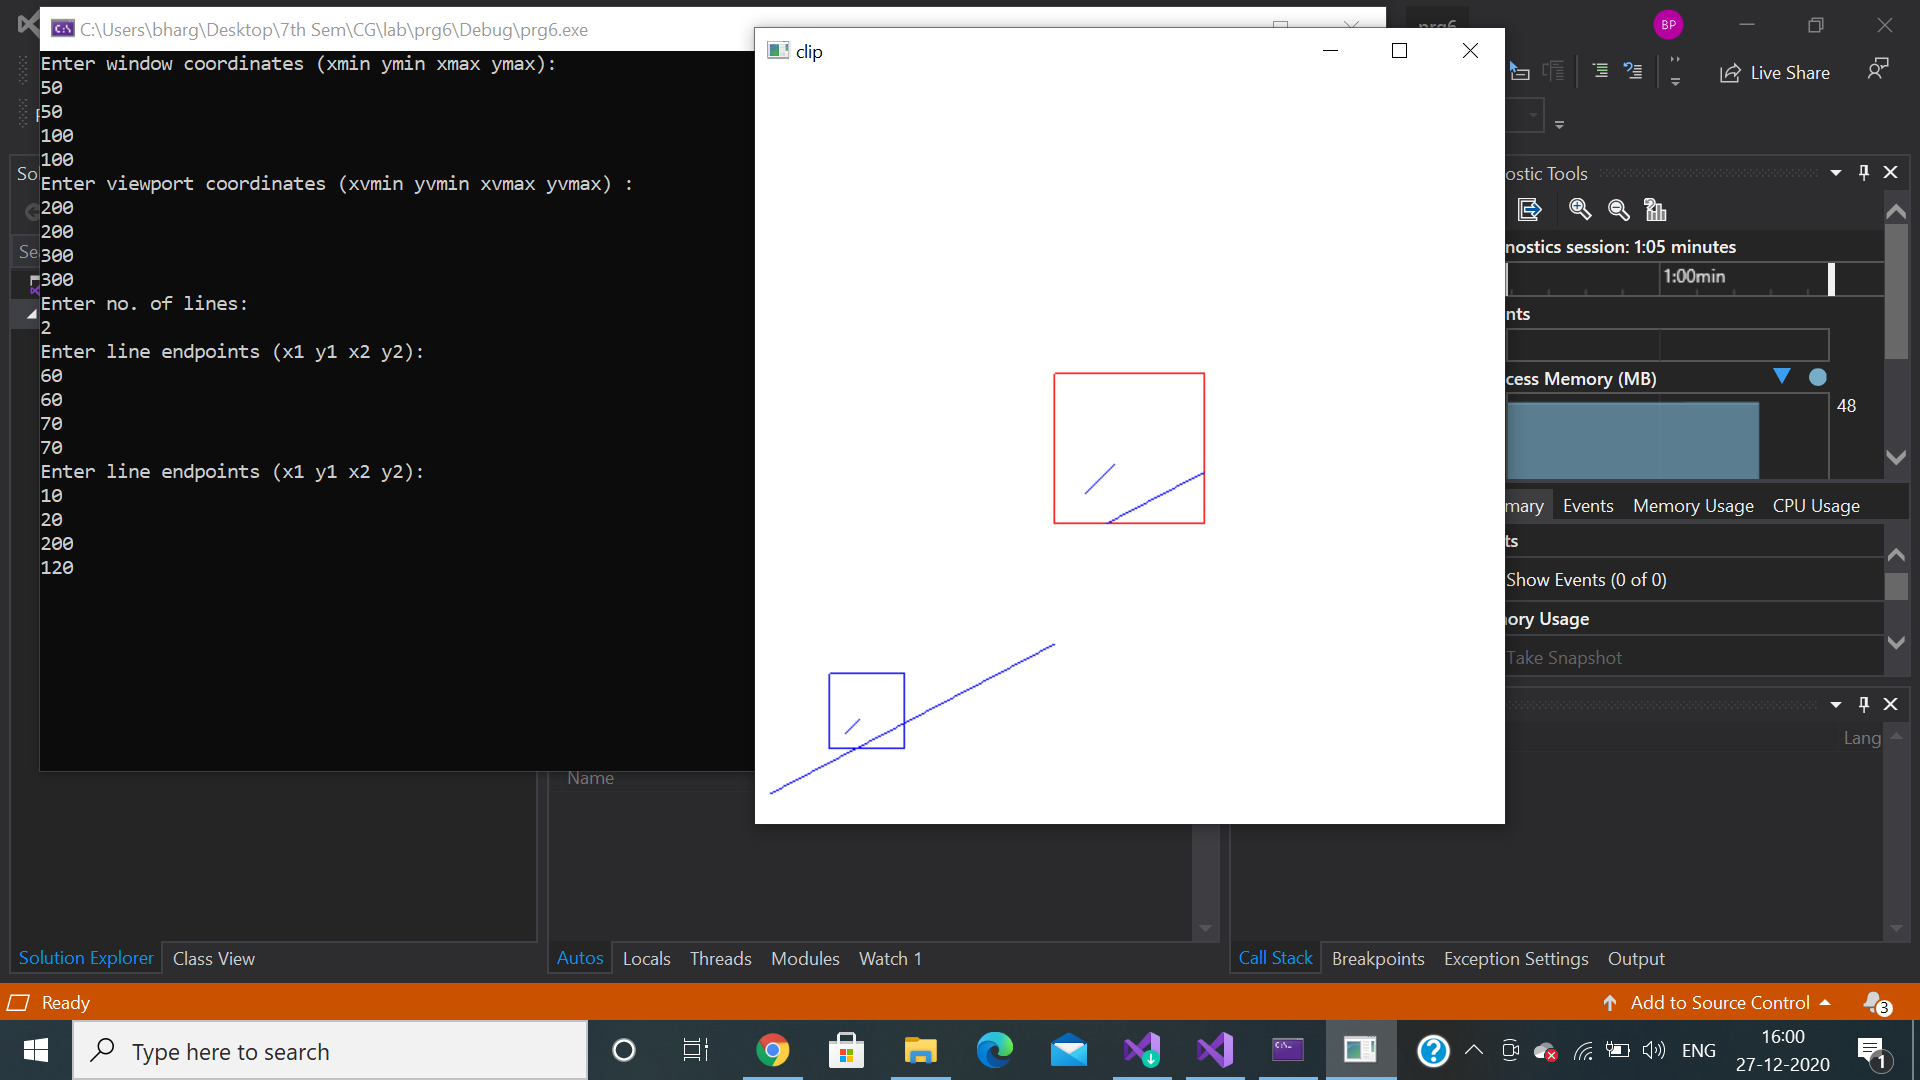 C:\Users\bharg\Desktop\7th Sem\CG\lab\prg6\Debug\prg6.exe
Enter window coordinates (xmin ymin xmax ymax):
50
50
100
100
Enter viewport coordinates (xvmin yvmin xvmax yvmax) :
200
200
300
300
Enter no. of lines:
2
Enter line endpoints (x1 y1 x2 y2):
60
60
70
70
Enter line endpoints (x1 y1 x2 y2):
10
20
200
120
clip
BP
Live Share
So
Se
ostic Tools
nostics session: 1:05 minutes
1:00min
nts
cess Memory (MB)
48
mary Events Memory Usage CPU Usage
ts
Show Events (0 of 0)
ory Usage
Take Snapshot
Lang
Name
Solution Explorer Class View
Autos Locals Threads Modules Watch 1
Call Stack Breakpoints Exception Settings Output
Ready
Add to Source Control
3
Type here to search
ENG
16:00
27-12-2020
1